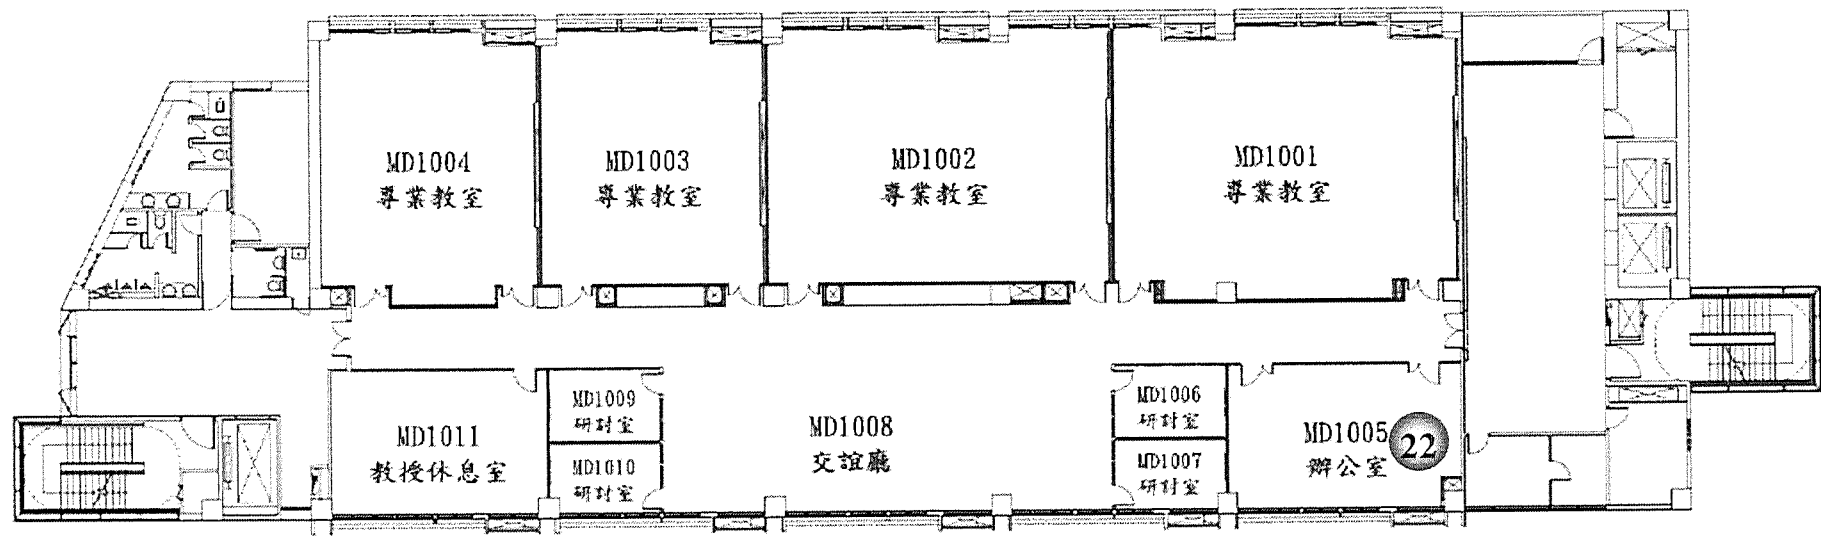 MD1004
專業教室
MD1003
專業教室
MD1002
專業教室
MD1001
專業教室
MD1011
教授休息室
MD1009
研討室
MD1010
研討室
MD1008
交誼廳
MD1006
研討室
MD1007
研討室
MD1005
辦公室
22